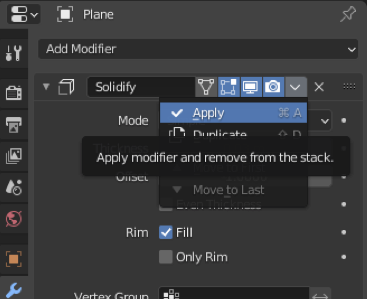 Plane
Add Modifier
Solidify
Apply ⌘ A
Mode
Duplicate ⇧ D
Apply modifier and remove from the stack.
Offset
Move to Last
Even Thickness
Rim Fill
Only Rim
Vertex Group